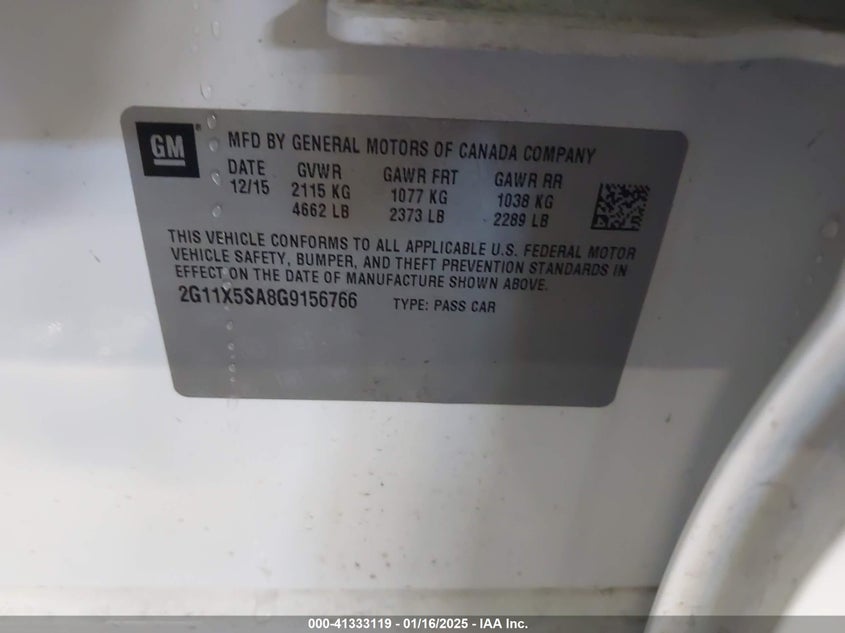 GM ®
MFD BY GENERAL MOTORS OF CANADA COMPANY
DATE GVWR GAWR FRT GAWR RR
12/15 2115 KG 1077 KG 1038 KG
4662 LB 2373 LB 2289 LB
THIS VEHICLE CONFORMS TO ALL APPLICABLE U.S. FEDERAL MOTOR
VEHICLE SAFETY, BUMPER, AND THEFT PREVENTION STANDARDS IN
EFFECT ON THE DATE OF MANUFACTURE SHOWN ABOVE.
2G11X5SA8G9156766 TYPE: PASS CAR
000-41333119 - 01/16/2025 - IAA Inc.